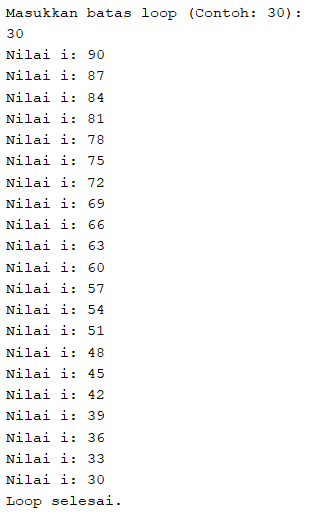 Masukkan batas loop (Contoh: 30):
30
Nilai i: 90
Nilai i: 87
Nilai i: 84
Nilai i: 81
Nilai i: 78
Nilai i: 75
Nilai i: 72
Nilai i: 69
Nilai i: 66
Nilai i: 63
Nilai i: 60
Nilai i: 57
Nilai i: 54
Nilai i: 51
Nilai i: 48
Nilai i: 45
Nilai i: 42
Nilai i: 39
Nilai i: 36
Nilai i: 33
Nilai i: 30
Loop selesai.